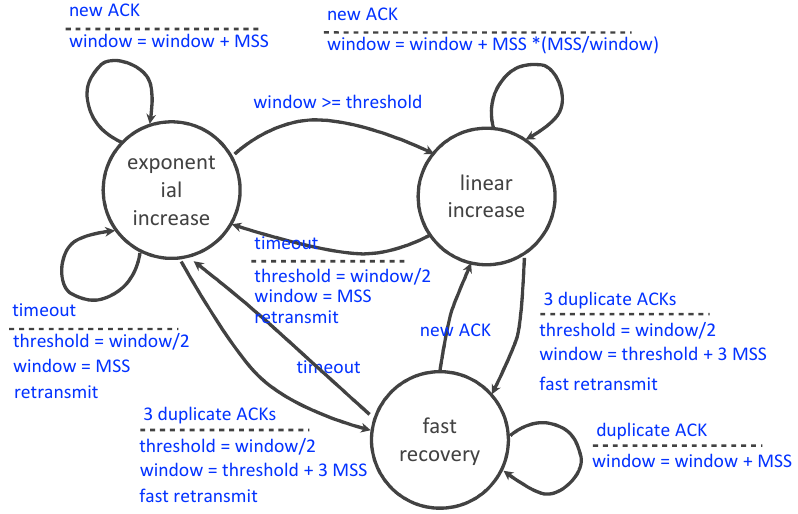 new ACK
window = window + MSS
new ACK
window = window + MSS *(MSS/window)
window >= threshold
exponent
ial
increase
linear
increase
timeout
threshold = window/2
window = MSS
retransmit
timeout
threshold = window/2
window = MSS
retransmit
new ACK
3 duplicate ACKs
threshold = window/2
window = threshold + 3 MSS
fast retransmit
timeout
3 duplicate ACKs
threshold = window/2
window = threshold + 3 MSS
fast retransmit
fast
recovery
duplicate ACK
window = window + MSS